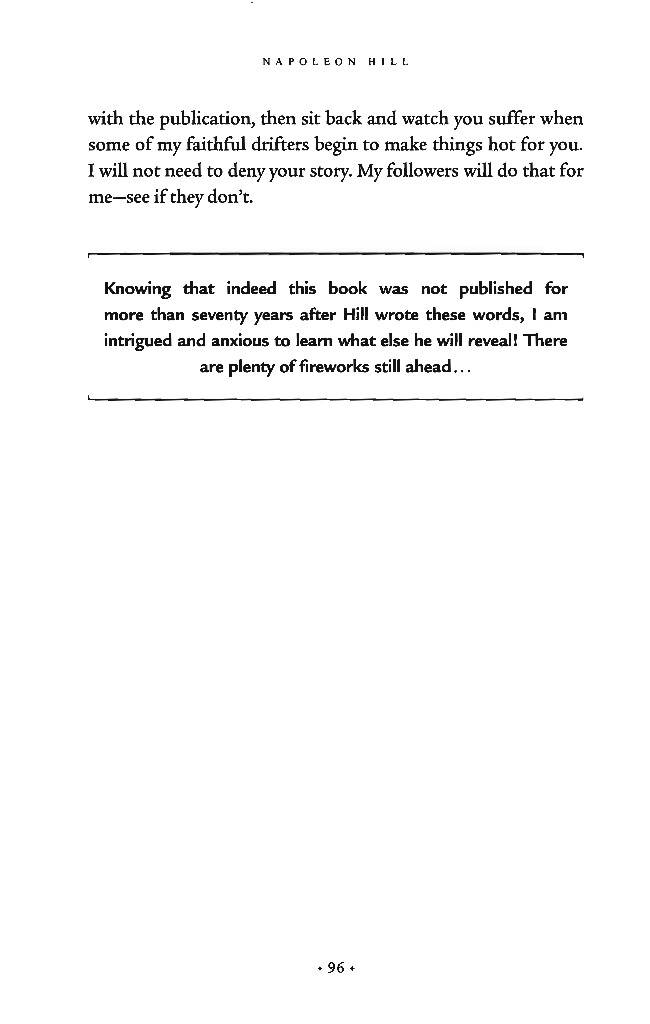 NAPOLEON HILL
with the publication, then sit back and watch you suffer when
some of my faithful drifters begin to make things hot for you.
I will not need to deny your story. My followers will do that for
me—see if they don't.
Knowing that indeed this book was not published for
more than seventy years after Hill wrote these words, I am
intrigued and anxious to learn what else he will reveal! There
are plenty of fireworks still ahead...
• 96 •